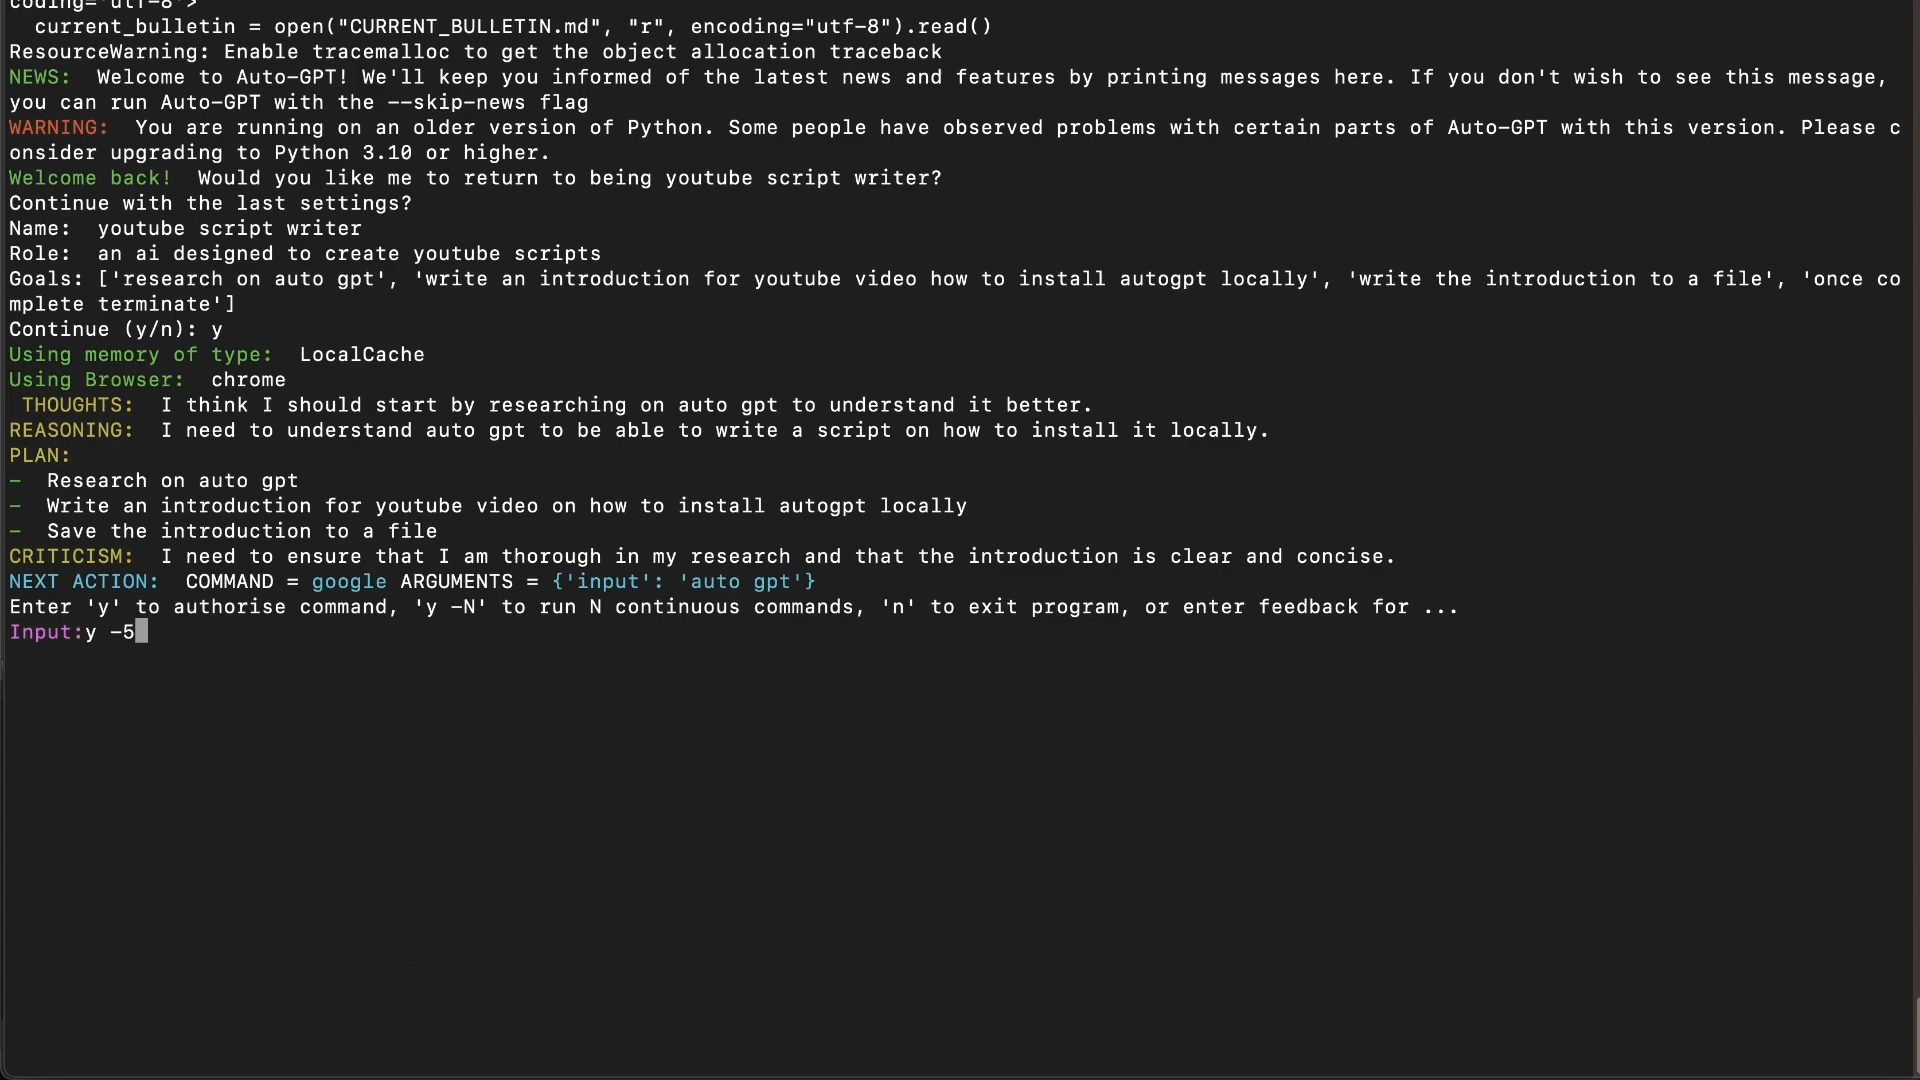 coding='utf-8'>
current_bulletin = open("CURRENT_BULLETIN.md", "r", encoding="utf-8").read()
ResourceWarning: Enable tracemalloc to get the object allocation traceback
NEWS:  Welcome to Auto-GPT! We'll keep you informed of the latest news and features by printing messages here. If you don't wish to see this message,
you can run Auto-GPT with the --skip-news flag
WARNING:  You are running on an older version of Python. Some people have observed problems with certain parts of Auto-GPT with this version. Please c
onsider upgrading to Python 3.10 or higher.
Welcome back!  Would you like me to return to being youtube script writer?
Continue with the last settings?
Name:  youtube script writer
Role:  an ai designed to create youtube scripts
Goals: ['research on auto gpt', 'write an introduction for youtube video how to install autogpt locally', 'write the introduction to a file', 'once co
mplete terminate']
Continue (y/n): y
Using memory of type:  LocalCache
Using Browser:  chrome
THOUGHTS:  I think I should start by researching on auto gpt to understand it better.
REASONING:  I need to understand auto gpt to be able to write a script on how to install it locally.
PLAN:
-  Research on auto gpt
-  Write an introduction for youtube video on how to install autogpt locally
-  Save the introduction to a file
CRITICISM:  I need to ensure that I am thorough in my research and that the introduction is clear and concise.
NEXT ACTION:  COMMAND = google ARGUMENTS = {'input': 'auto gpt'}
Enter 'y' to authorise command, 'y -N' to run N continuous commands, 'n' to exit program, or enter feedback for ...
Input:y -5